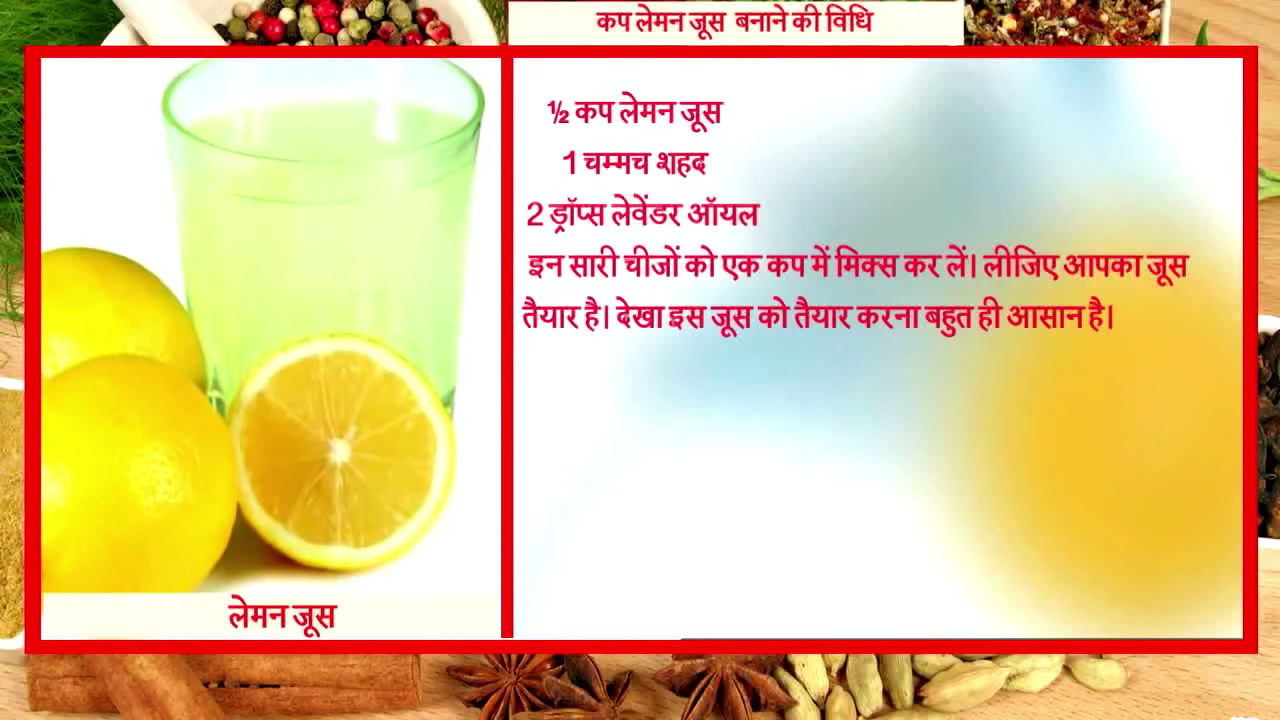 कप लेमन जूस बनाने की विधि
½ कप लेमन जूस
1 चम्मच शहद
2 ड्रॉप्स लेवेंडर ऑयल
इन सारी चीजों को एक कप में मिक्स कर लें। लीजिए आपका जूस
तैयार है। देखा इस जूस को तैयार करना बहुत ही आसान है।
लेमन जूस